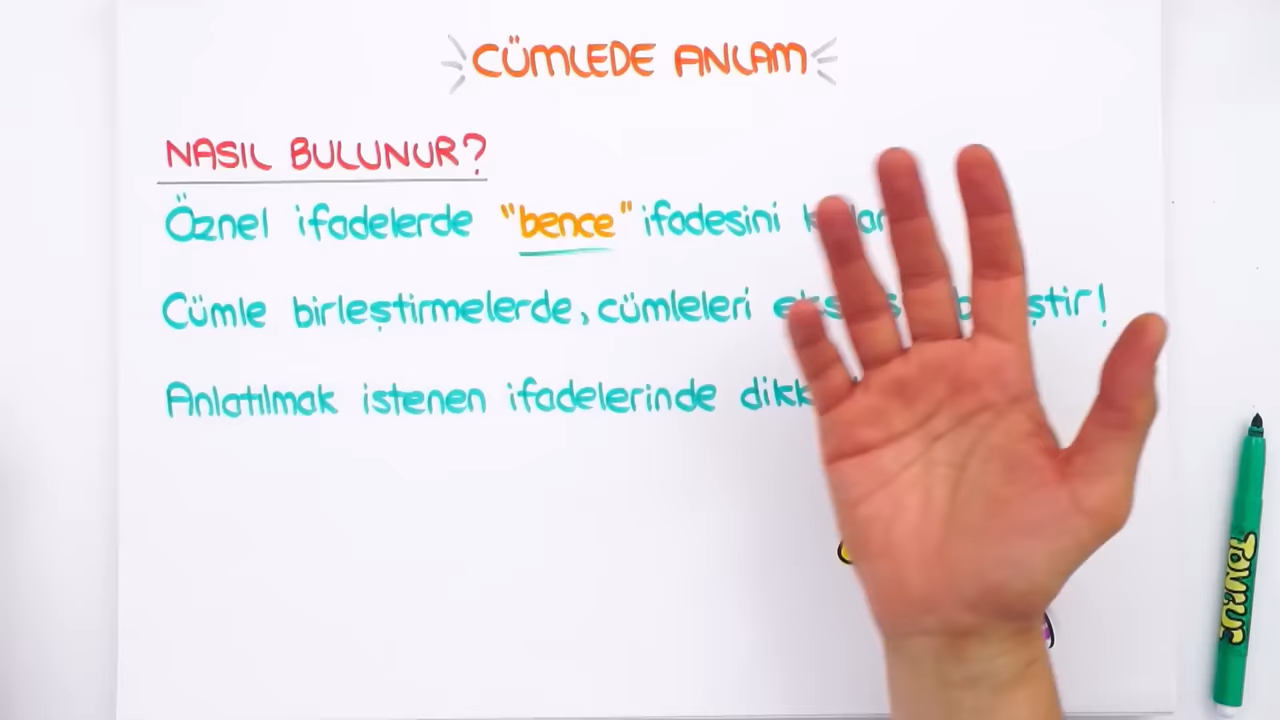 CÜMLEDE ANLAM
NASIL BULUNUR?
Öznel ifadelerde "bence" ifadesini
Cümle birleştirmelerde, cümleleri
Anlatılmak istenen ifadelerinde